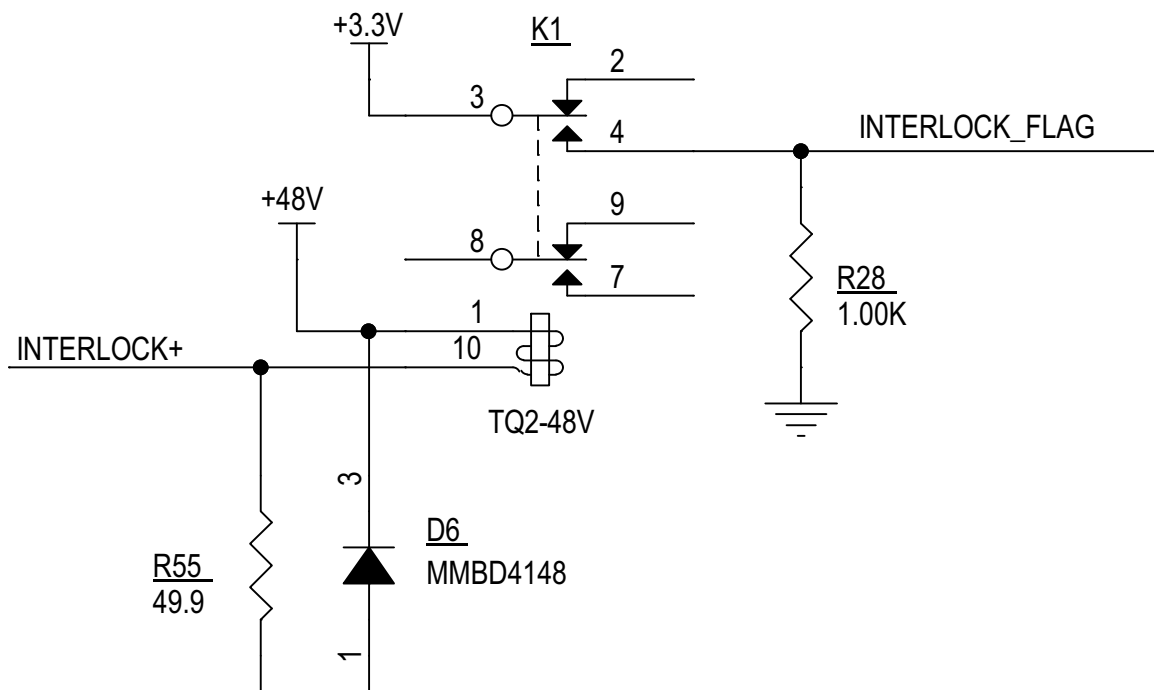 +3.3V
K1
2
3
4
INTERLOCK_FLAG
+48V
9
8
7
R28
1.00K
1
INTERLOCK+
10
TQ2-48V
3
D6
MMBD4148
R55
49.9
1